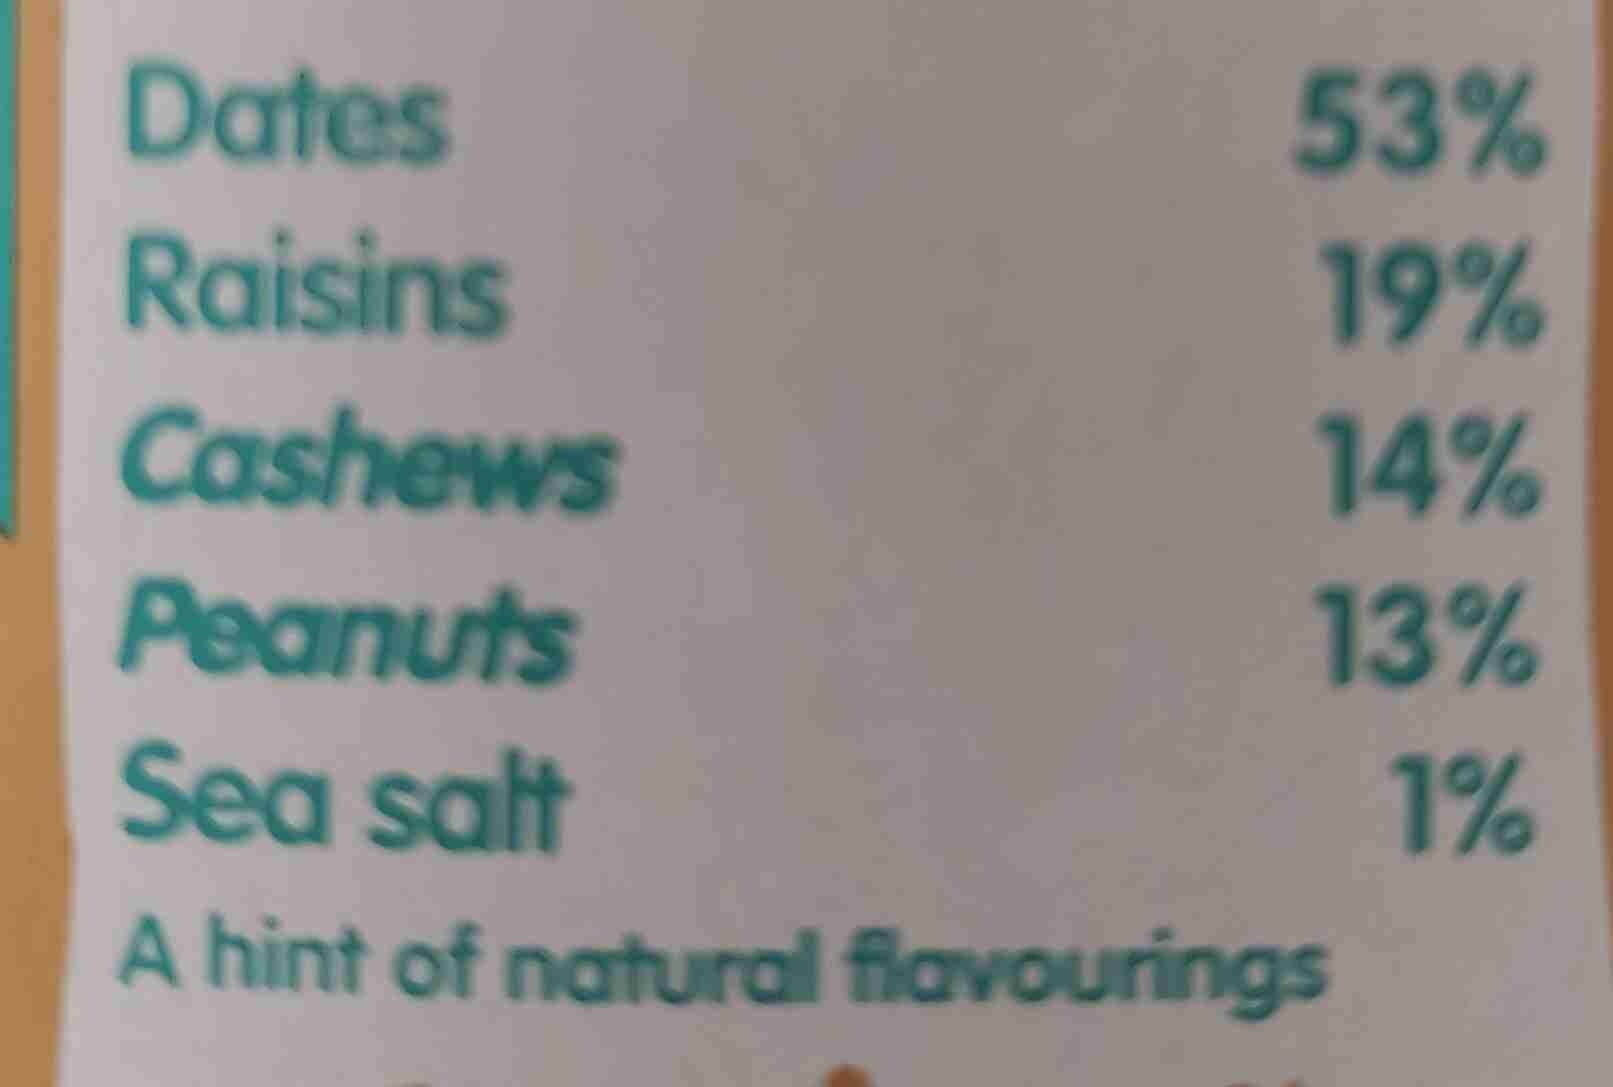 Dates 53%
Raisins 19%
Cashews 14%
Peanuts 13%
Sea salt 1%
A hint of natural flavourings